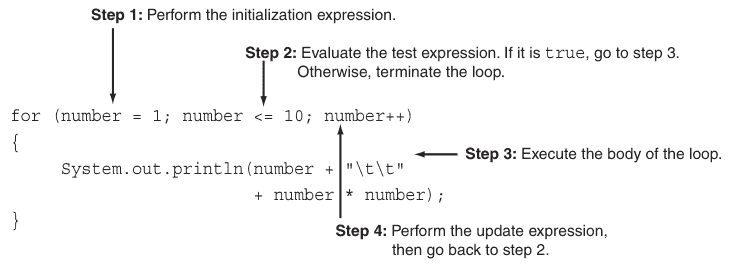 Step 1: Perform the initialization expression.
Step 2: Evaluate the test expression. If it is true, go to step 3.
Otherwise, terminate the loop.
for (number = 1; number <= 10; number++)
{
System.out.println(number + "\t\t"
Step 3: Execute the body of the loop.
+ number * number);
}
Step 4: Perform the update expression,
then go back to step 2.